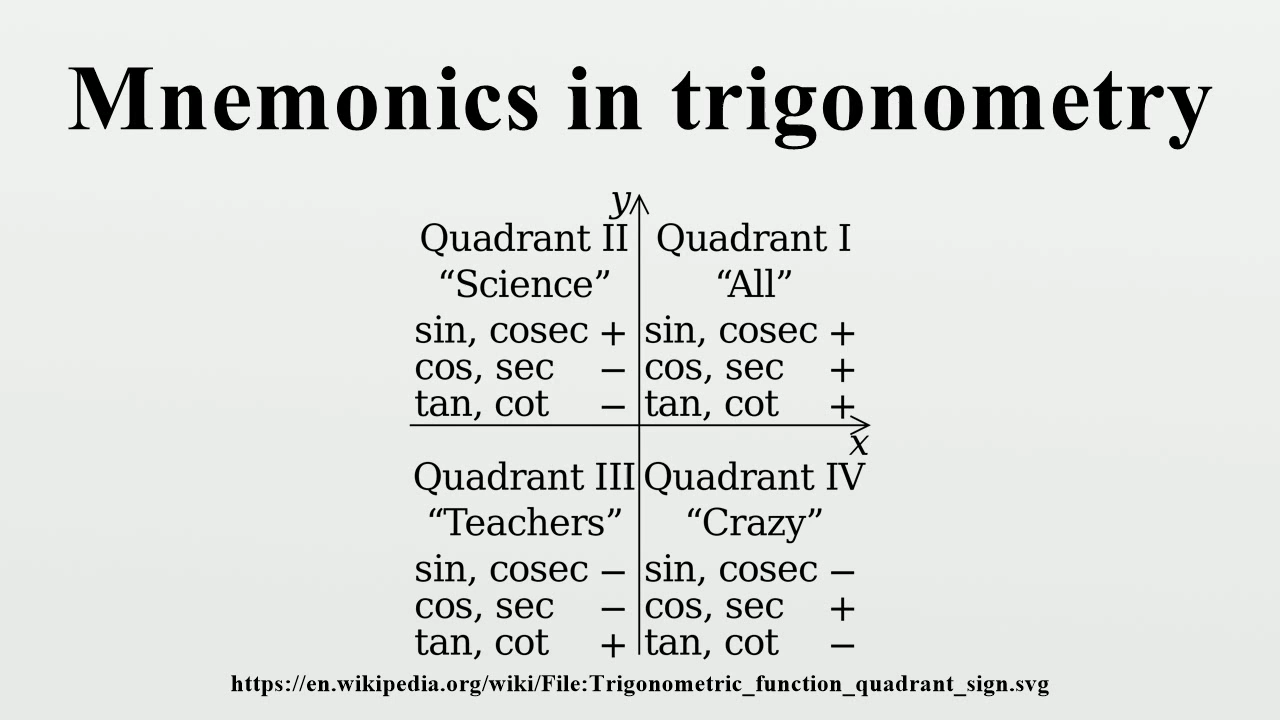 Mnemonics in trigonometry
y
Quadrant II
“Science”
sin, cosec +
cos, sec −
tan, cot −
Quadrant I
“All”
sin, cosec +
cos, sec +
tan, cot +
x
Quadrant III
“Teachers”
sin, cosec −
cos, sec −
tan, cot +
Quadrant IV
“Crazy”
sin, cosec −
cos, sec +
tan, cot −
https://en.wikipedia.org/wiki/File:Trigonometric_function_quadrant_sign.svg